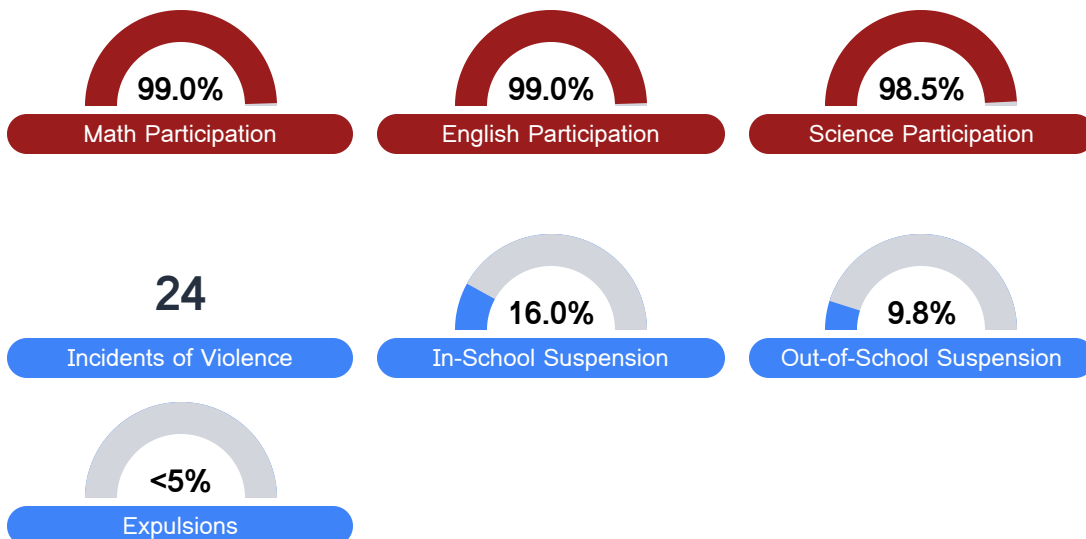 99.0%
Math Participation
99.0%
English Participation
98.5%
Science Participation
24
Incidents of Violence
16.0%
In-School Suspension
9.8%
Out-of-School Suspension
<5%
Expulsions